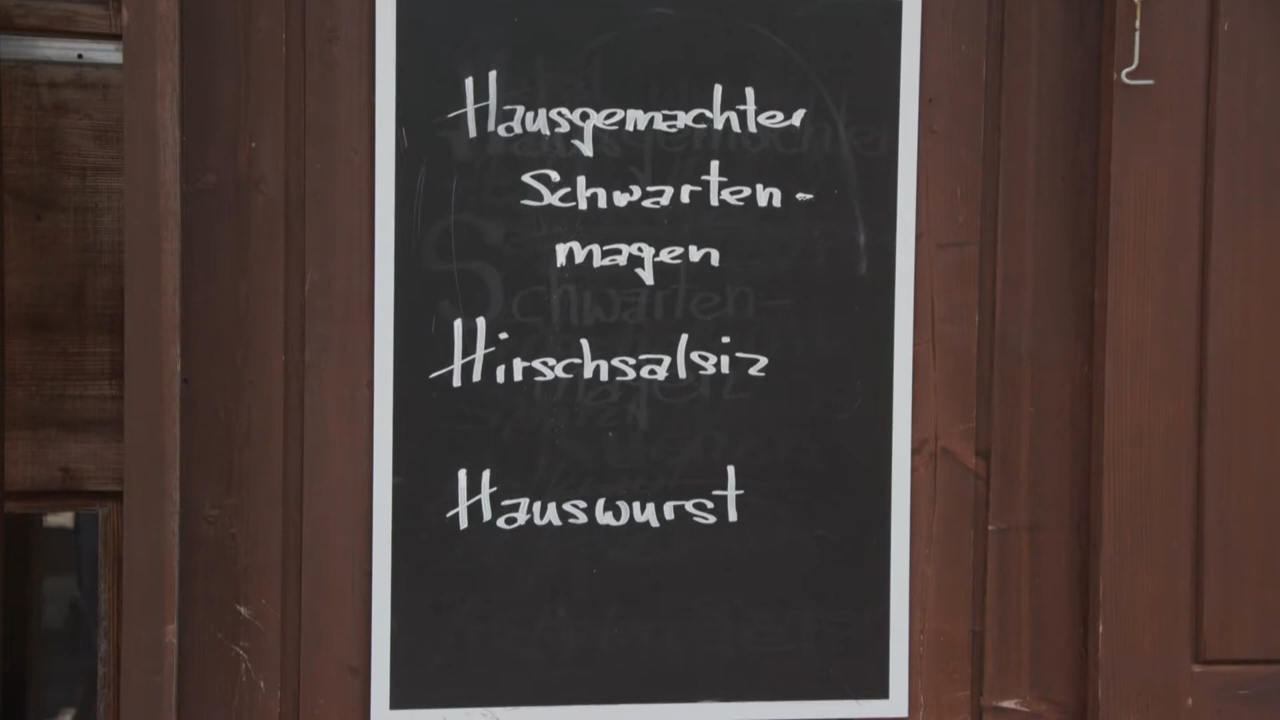 Hausgemachter
Schwarten-
magen
Hirschsalsiz
Hauswurst